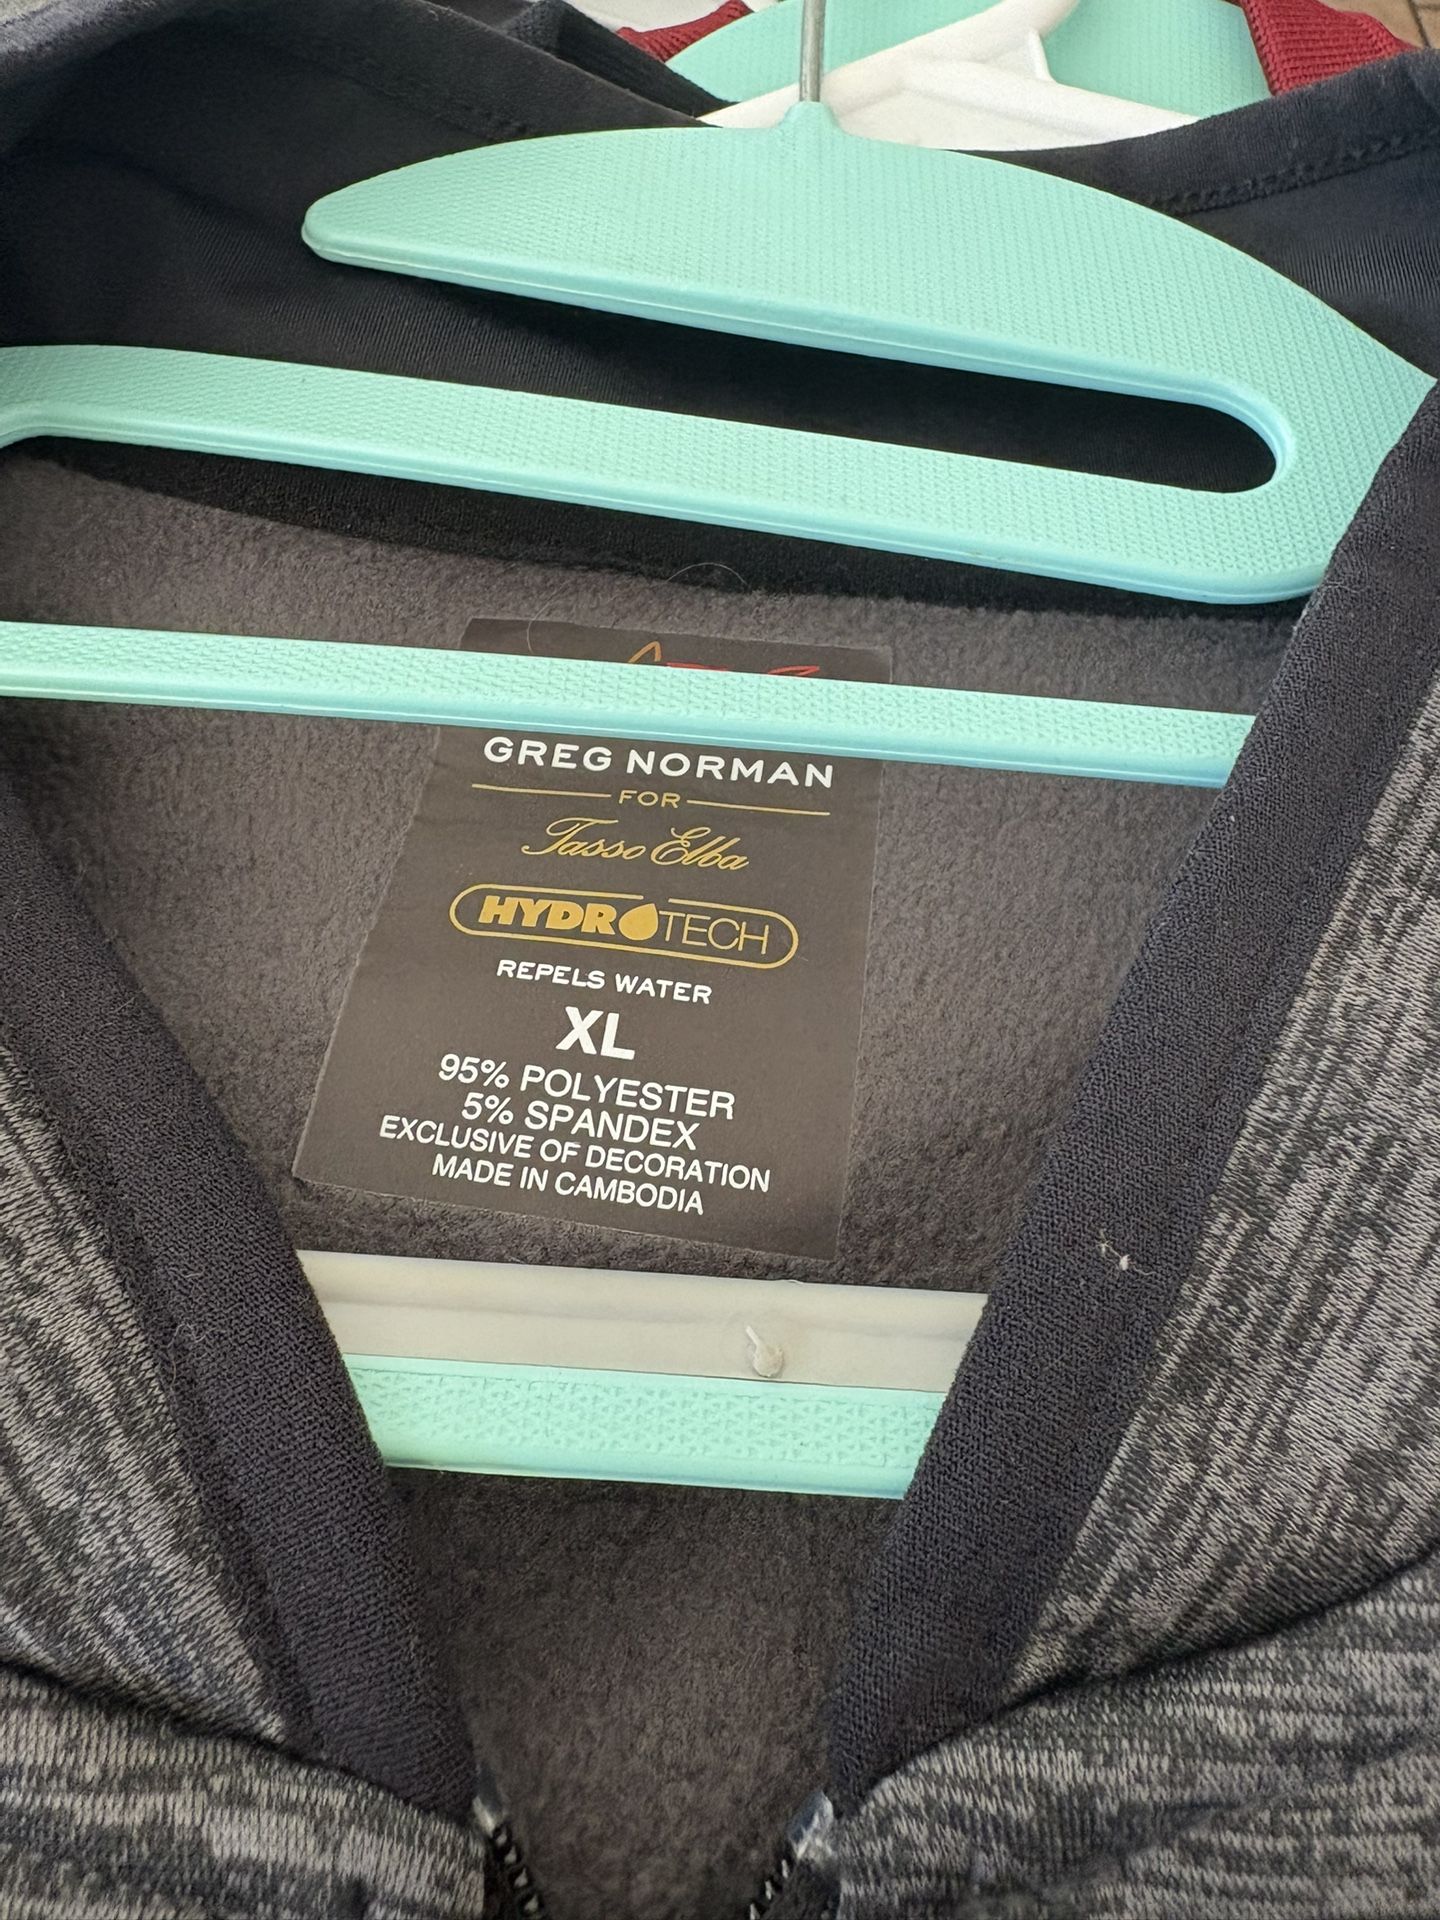 GREG NORMAN
FOR
Tasso Elba
HYDROTECH
REPELS WATER
XL
95% POLYESTER
5% SPANDEX
EXCLUSIVE OF DECORATION
MADE IN CAMBODIA